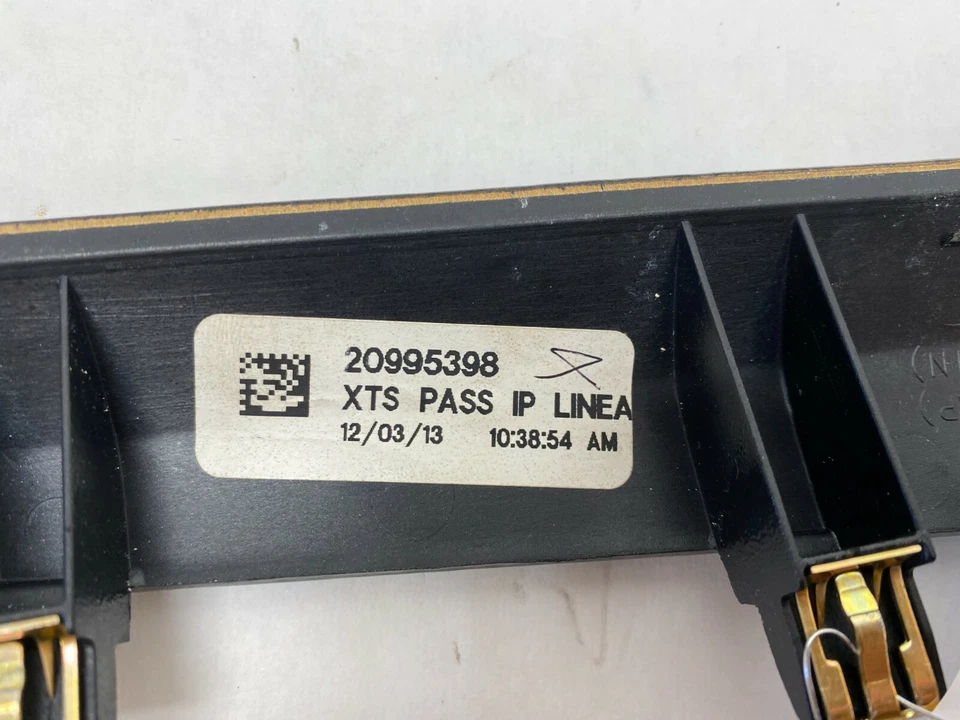 20995398
XTS PASS IP LINEA
12/03/13 10:38:54 AM